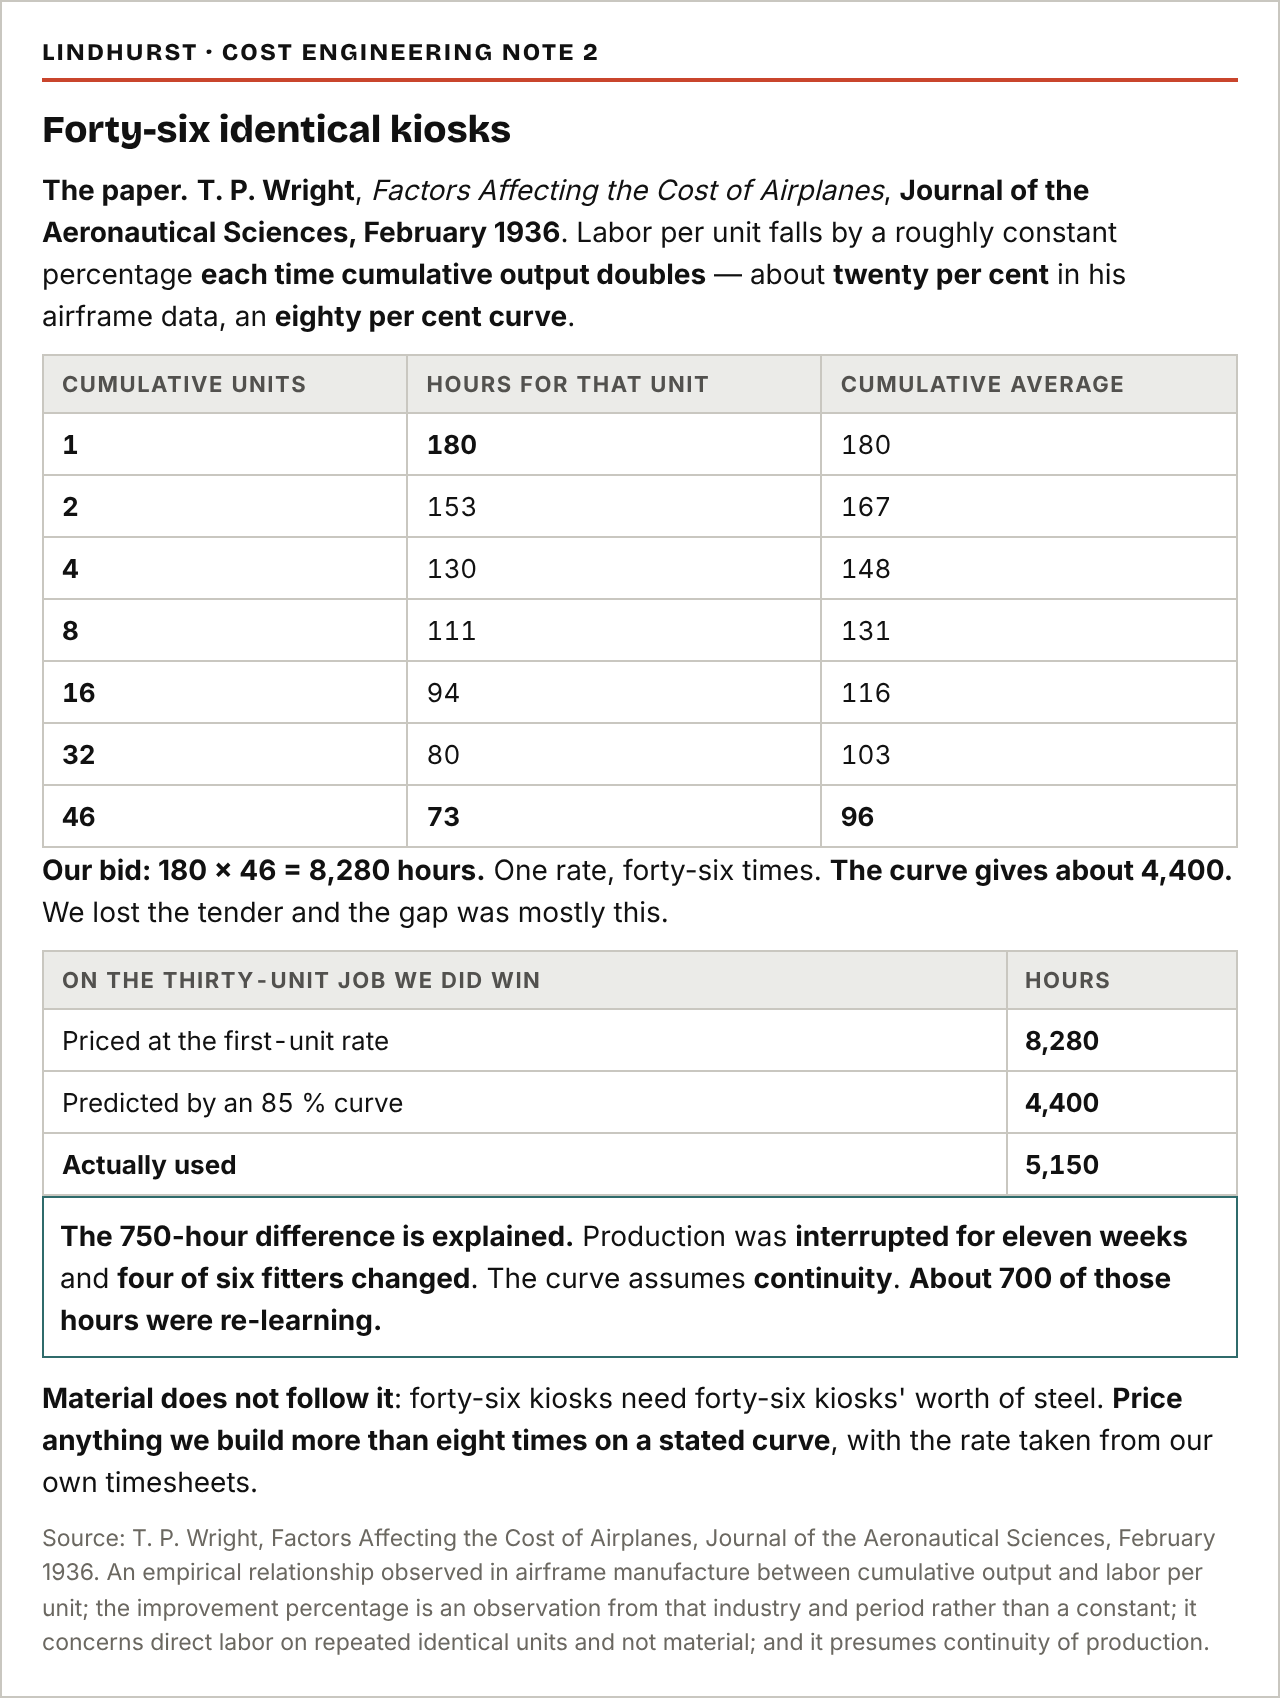 LINDHURST · COST ENGINEERING NOTE 2
Forty-six identical kiosks
The paper. T. P. Wright, Factors Affecting the Cost of Airplanes, Journal of the
Aeronautical Sciences, February 1936. Labor per unit falls by a roughly constant
percentage each time cumulative output doubles — about twenty per cent in his
airframe data, an eighty per cent curve.
CUMULATIVE UNITS HOURS FOR THAT UNIT CUMULATIVE AVERAGE
1 180 180
2 153 167
4 130 148
8 111 131
16 94 116
32 80 103
46 73 96
Our bid: 180 × 46 = 8,280 hours. One rate, forty-six times. The curve gives about 4,400.
We lost the tender and the gap was mostly this.
ON THE THIRTY-UNIT JOB WE DID WIN HOURS
Priced at the first-unit rate 8,280
Predicted by an 85 % curve 4,400
Actually used 5,150
The 750-hour difference is explained. Production was interrupted for eleven weeks
and four of six fitters changed. The curve assumes continuity. About 700 of those
hours were re-learning.
Material does not follow it: forty-six kiosks need forty-six kiosks' worth of steel. Price
anything we build more than eight times on a stated curve, with the rate taken from our
own timesheets.
Source: T. P. Wright, Factors Affecting the Cost of Airplanes, Journal of the Aeronautical Sciences, February
1936. An empirical relationship observed in airframe manufacture between cumulative output and labor per
unit; the improvement percentage is an observation from that industry and period rather than a constant; it
concerns direct labor on repeated identical units and not material; and it presumes continuity of production.